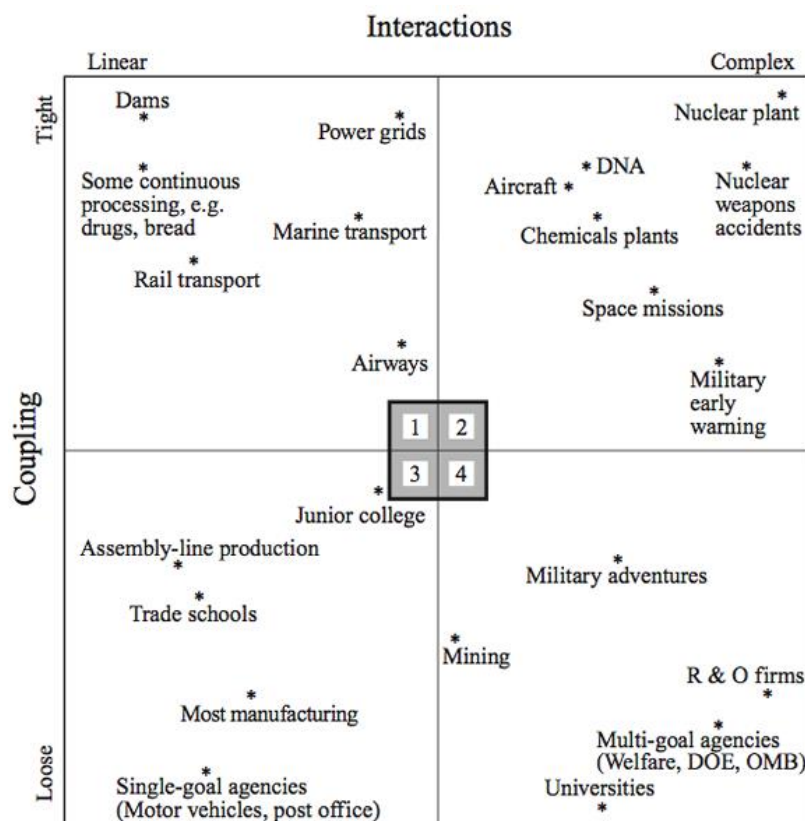 Interactions
Linear
Complex
Tight
Coupling
Loose
Dams
*
Power grids
*
Nuclear plant
*
Some continuous
processing, e.g.
drugs, bread
*
Marine transport
*
Rail transport
*
Airways
*
* DNA
Aircraft *
Chemicals plants
*
Nuclear
weapons
accidents
*
Space missions
*
Military
early
warning
*
1 2
3 4
Junior college
*
Assembly-line production
*
Trade schools
*
Most manufacturing
*
Single-goal agencies
(Motor vehicles, post office)
*
Military adventures
*
Mining
*
R & O firms
*
Multi-goal agencies
(Welfare, DOE, OMB)
*
Universities
*